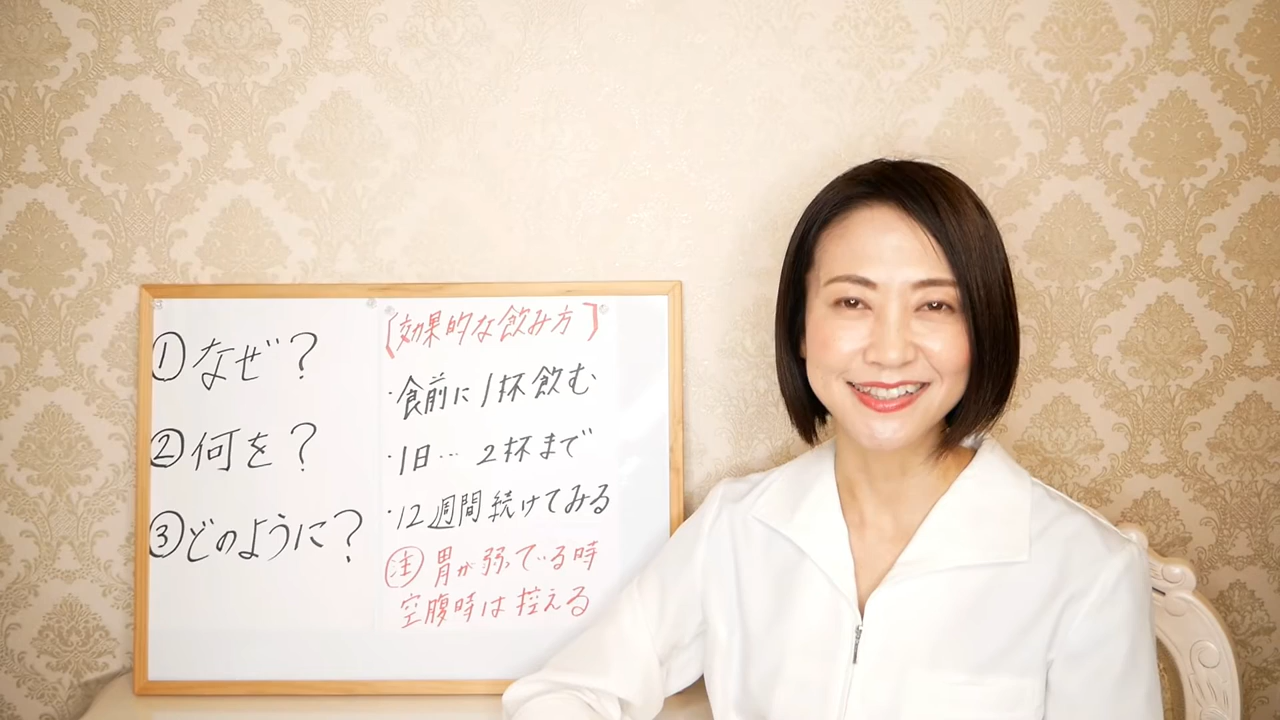 ①なぜ？
②何を？
③どのように？
【効果的な飲み方】
・食前に1杯飲む
・1日…2杯まで
・12週間続けてみる
㊟胃が弱っている時
空腹時は控える